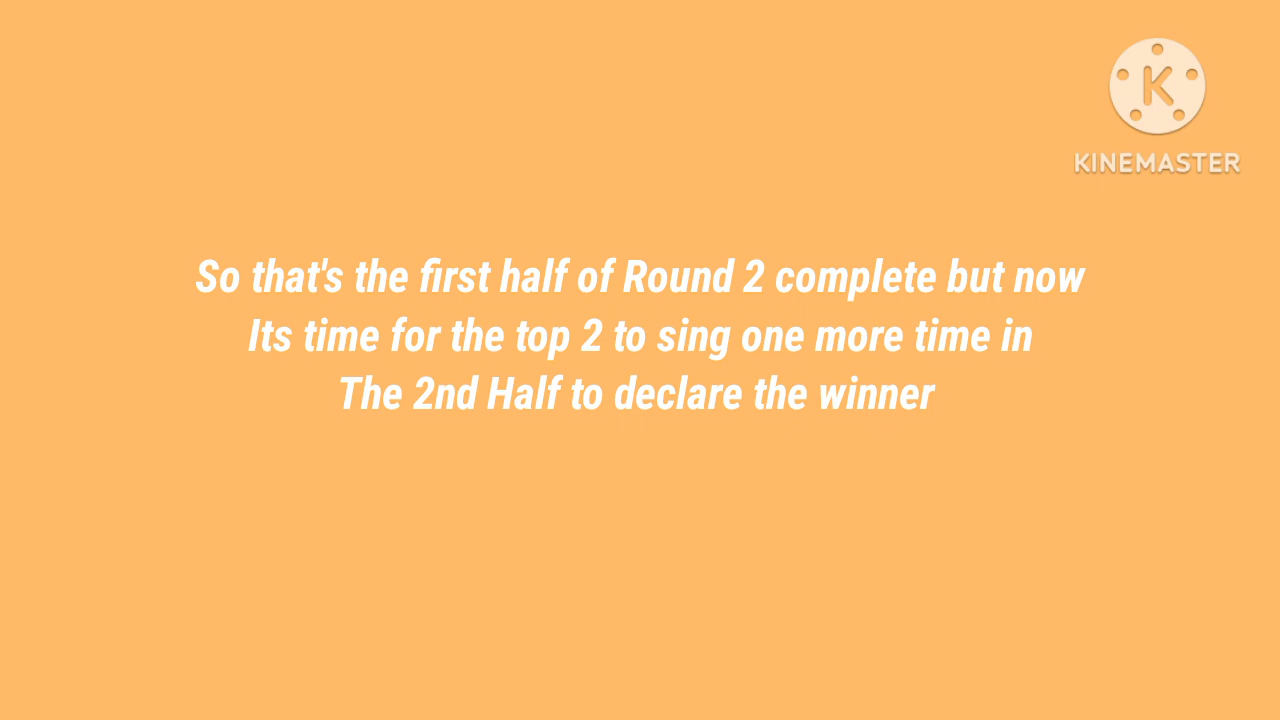 KINEMASTER
So that's the first half of Round 2 complete but now
Its time for the top 2 to sing one more time in
The 2nd Half to declare the winner